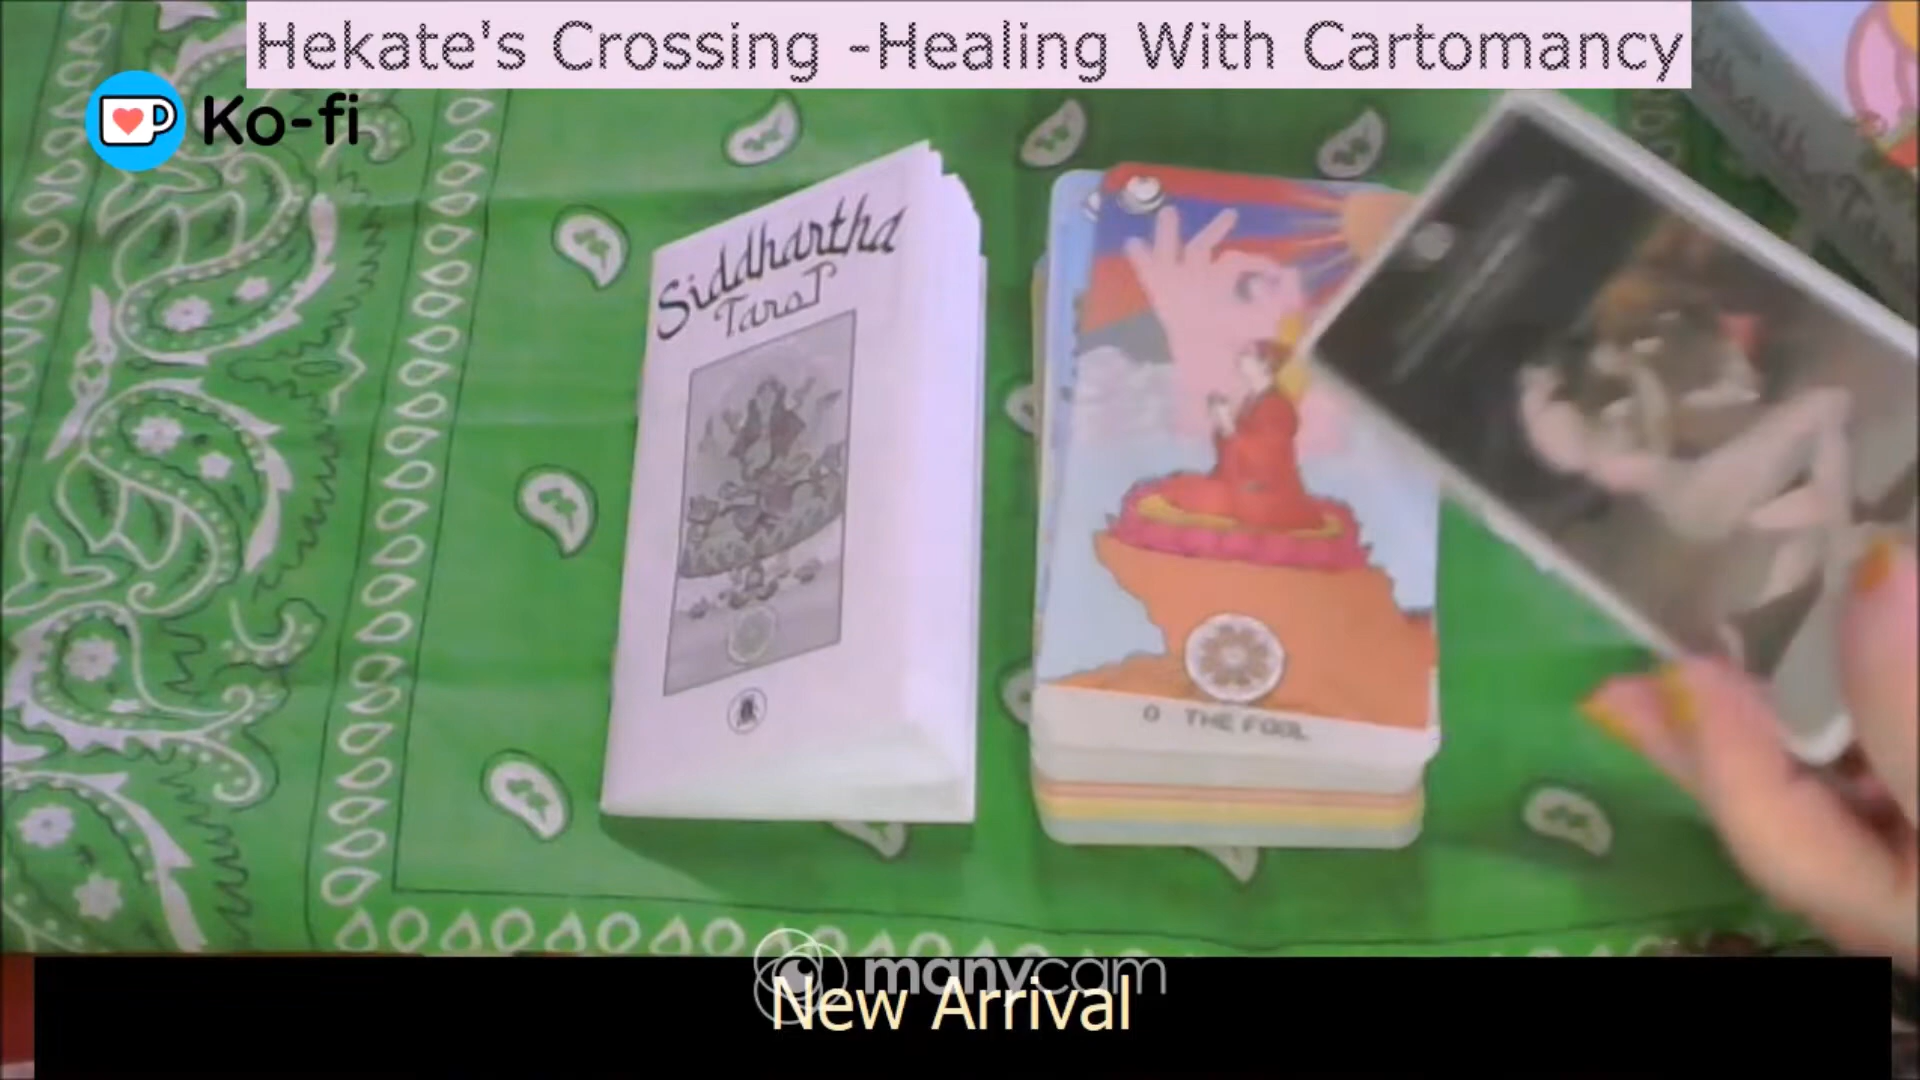 Hekate's Crossing -Healing With Cartomancy
Ko-fi
Siddhartha
Tarot
0 THE FOOL
manycam
New Arrival